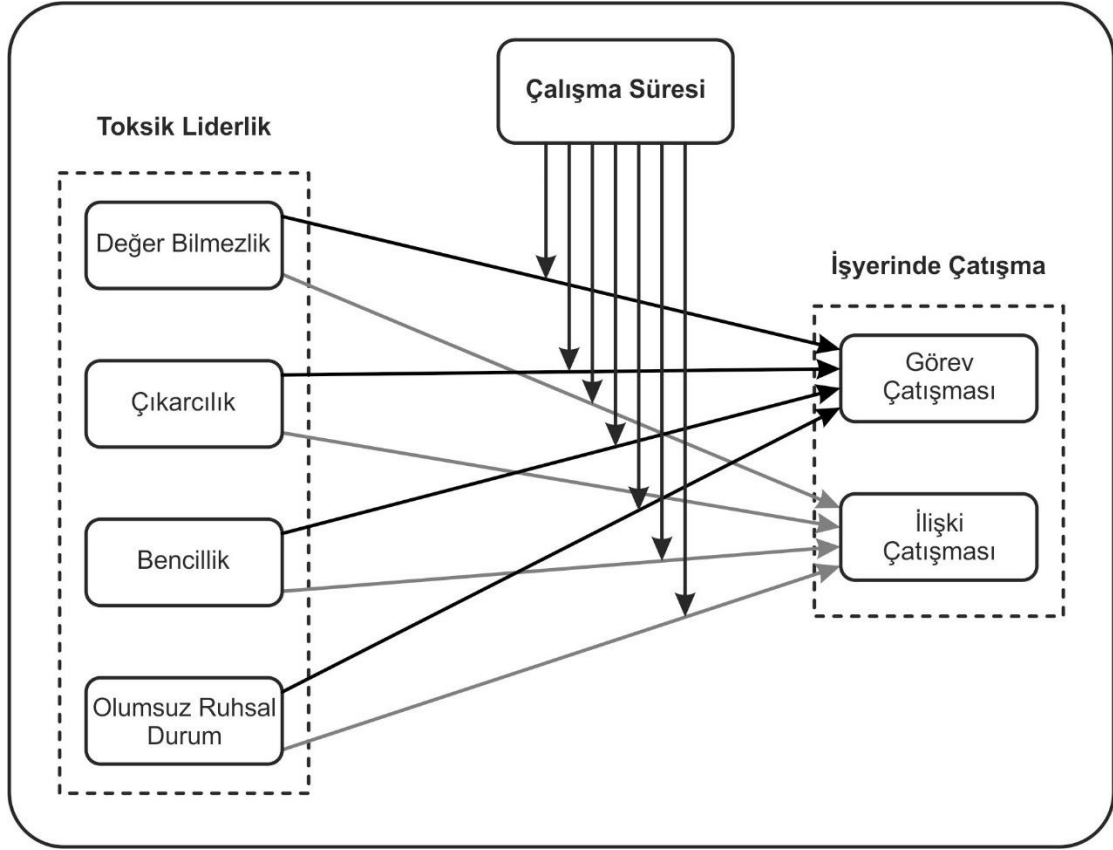 Çalışma Süresi
Toksik Liderlik
Değer Bilmezlik
Çıkarcılık
Bencillik
Olumsuz Ruhsal
Durum
İşyerinde Çatışma
Görev
Çatışması
İlişki
Çatışması